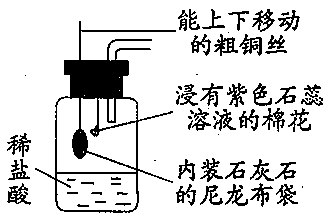 能上下移动
的粗铜丝
浸有紫色石蕊
溶液的棉花
稀盐酸
内装石灰石
的尼龙布袋